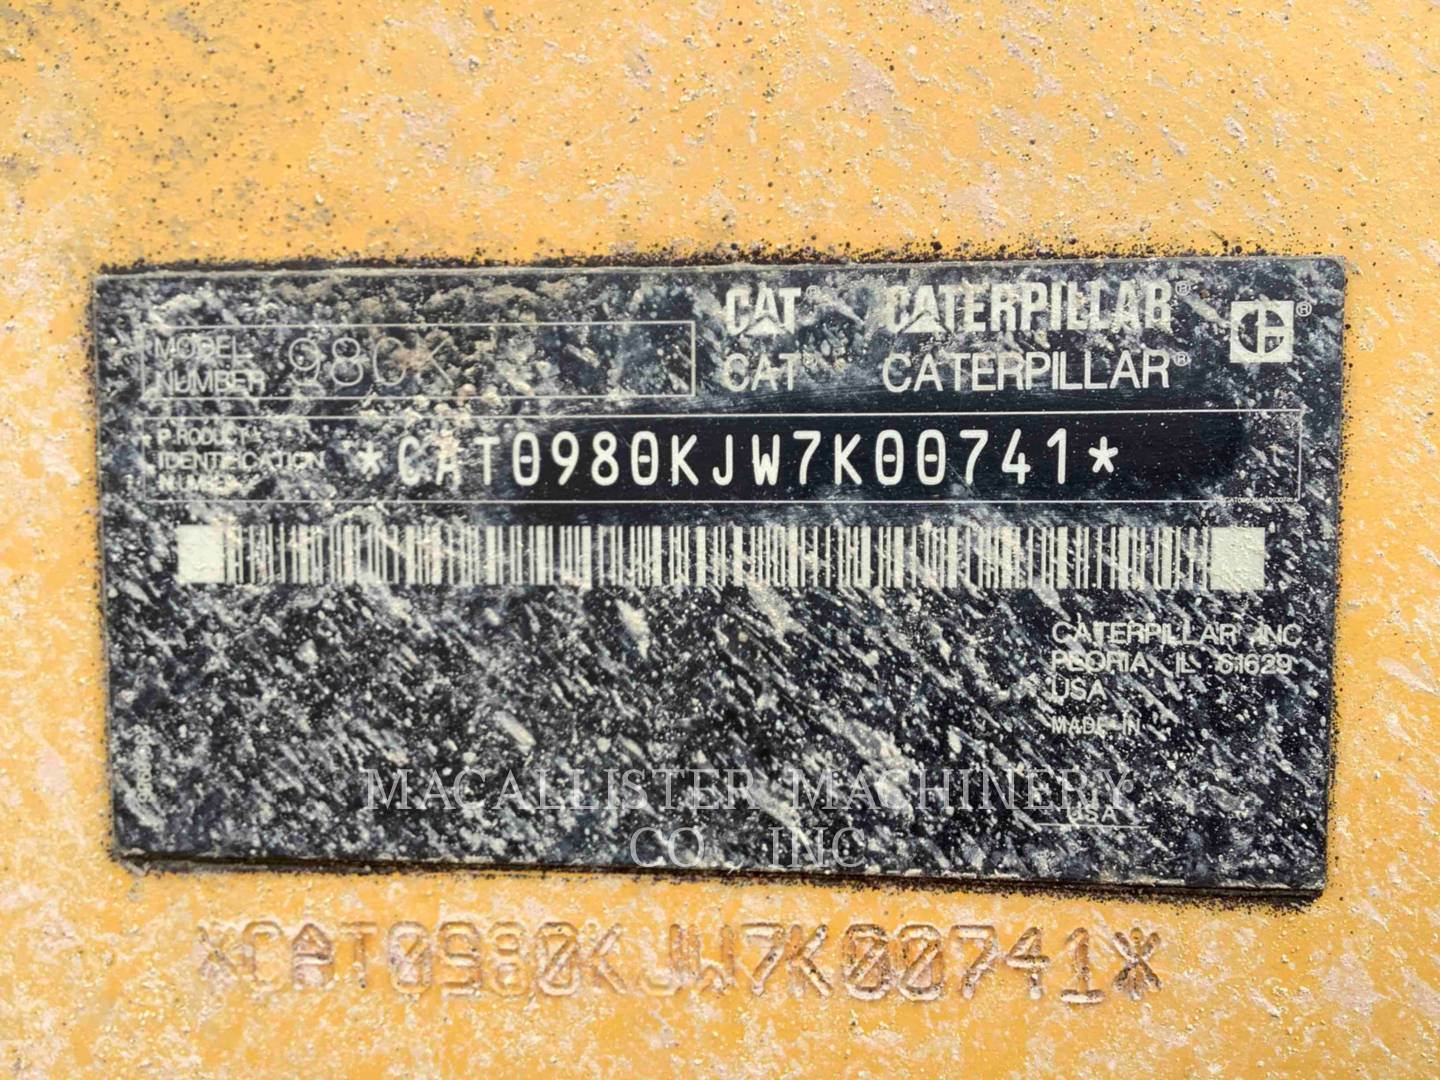 CAT® CATERPILLAR®
MODEL NUMBER 980K
CAT® CATERPILLAR®
PRODUCT IDENTIFICATION NUMBER *CAT0980KJW7K00741*
CAT0980KJW7K00741
CATERPILLAR INC
PEORIA, IL 61629
USA
MADE IN
USA
MACALLISTER MACHINERY
CO., INC
*CAT0980KJW7K00741*